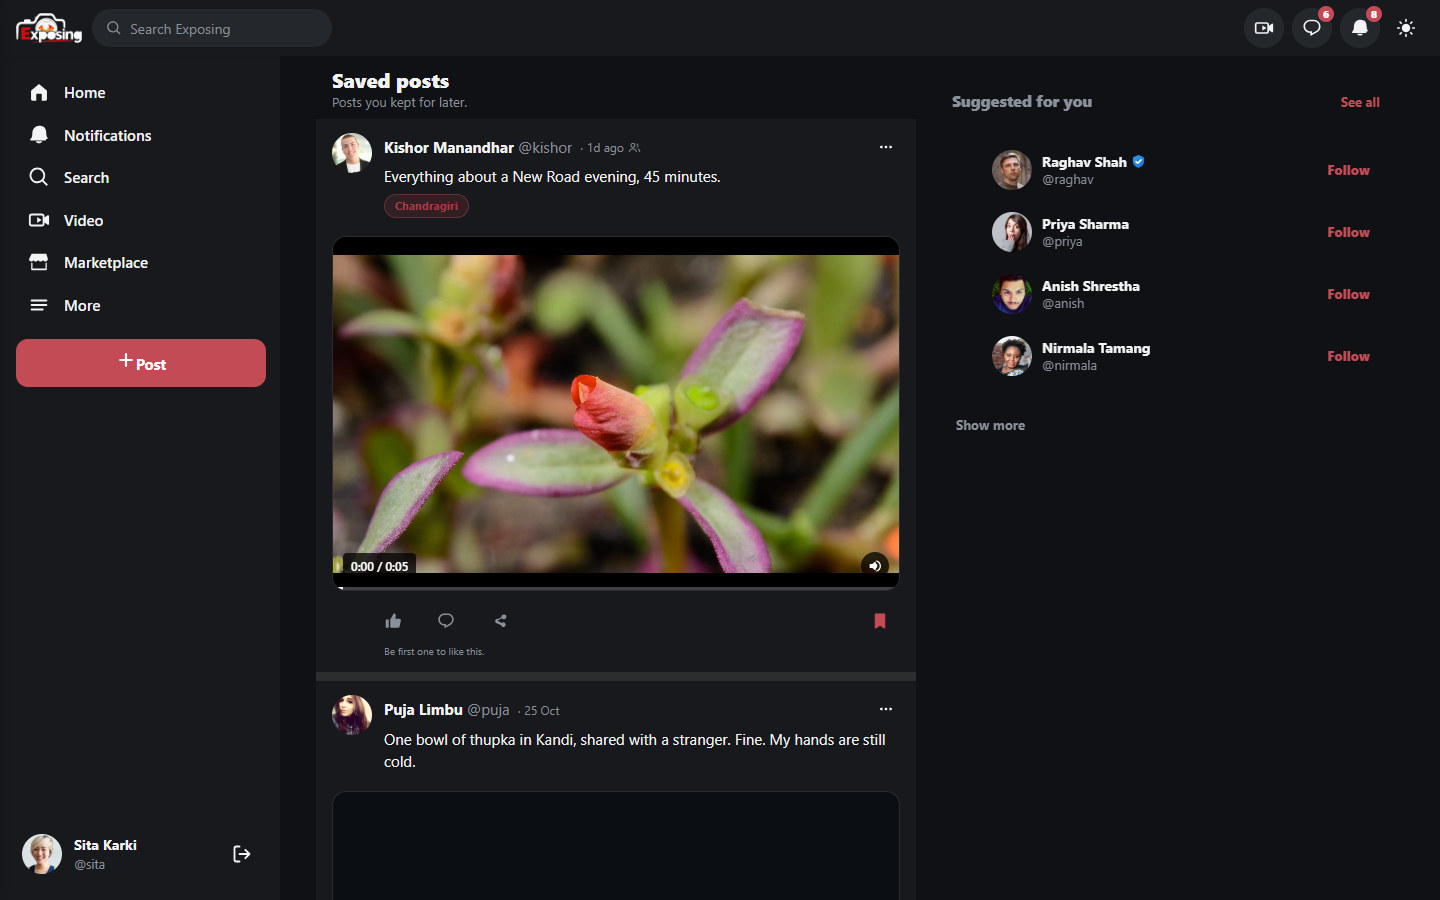 Exposing
Search Exposing
6
8
Home
Notifications
Search
Video
Marketplace
More
+ Post
Sita Karki
@sita
Saved posts
Posts you kept for later.
Kishor Manandhar @kishor · 1d ago
Everything about a New Road evening, 45 minutes.
Chandragiri
0:00 / 0:05
Be first one to like this.
Puja Limbu @puja · 25 Oct
One bowl of thupka in Kandi, shared with a stranger. Fine. My hands are still
cold.
Suggested for you
See all
Raghav Shah
@raghav
Follow
Priya Sharma
@priya
Follow
Anish Shrestha
@anish
Follow
Nirmala Tamang
@nirmala
Follow
Show more